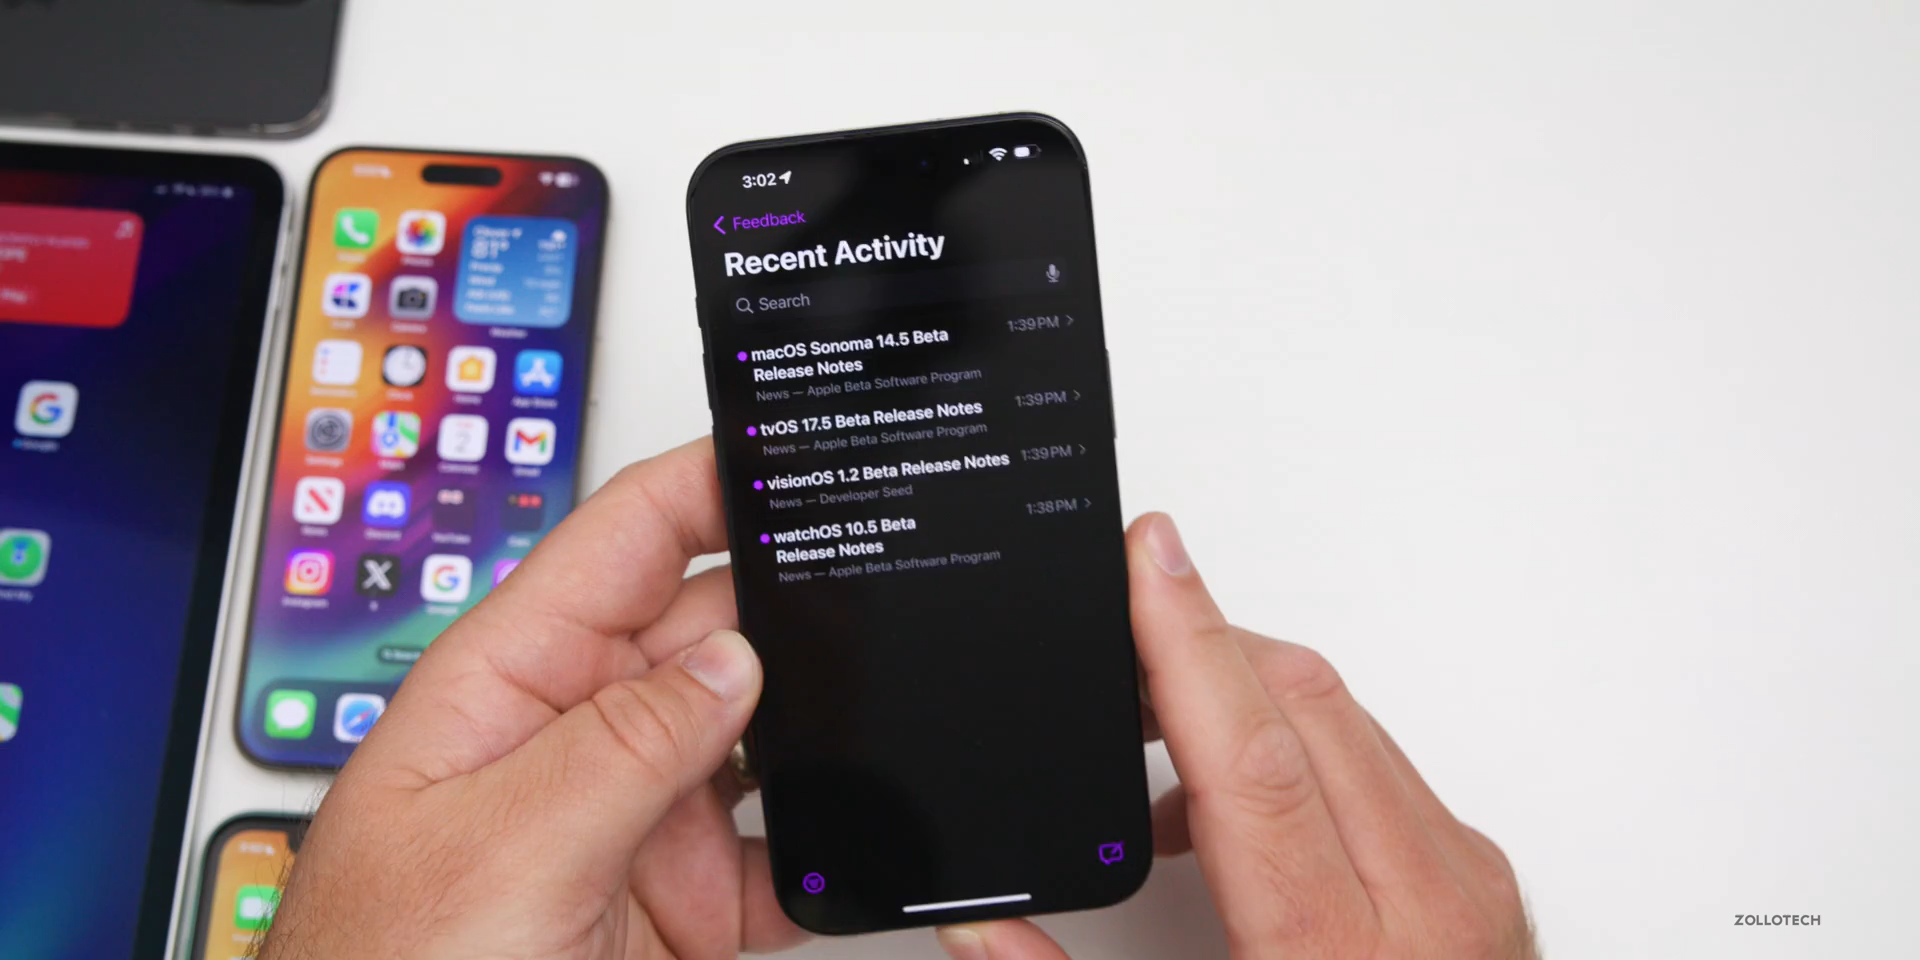 3:02
Feedback
Recent Activity
Search
macOS Sonoma 14.5 Beta
Release Notes
1:39 PM
News — Apple Beta Software Program
tvOS 17.5 Beta Release Notes
1:39 PM
News — Apple Beta Software Program
visionOS 1.2 Beta Release Notes
1:39 PM
News — Developer Seed
watchOS 10.5 Beta
Release Notes
1:38 PM
News — Apple Beta Software Program
ZOLLOTECH